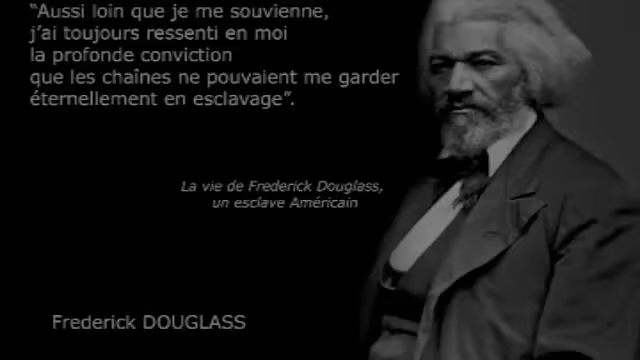 “Aussi loin que je me souvienne,
j’ai toujours ressenti en moi
la profonde conviction
que les chaînes ne pouvaient me garder
éternellement en esclavage”.
La vie de Frederick Douglass,
un esclave Américain
Frederick DOUGLASS